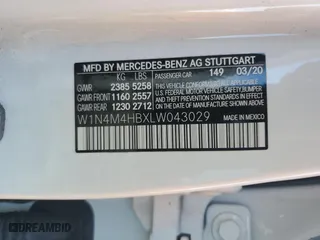 MFD BY MERCEDES-BENZ AG STUTTGART
KG LBS PASSENGER CAR 149 03/20
GVWR 2385 5258
GAWR FRONT 1160 2557
GAWR REAR 1230 2712
THIS VEHICLE CONFORMS TO ALL APPLICABLE
U.S. FEDERAL MOTOR VEHICLE SAFETY,BUMPER
AND THEFT PREVENTION STANDARDS IN EFFECT
ON THE DATE OF MANUFACTURE SHOWN ABOVE.
W1N4M4HBXLW043029
MADE IN MEXICO
DREAMBID